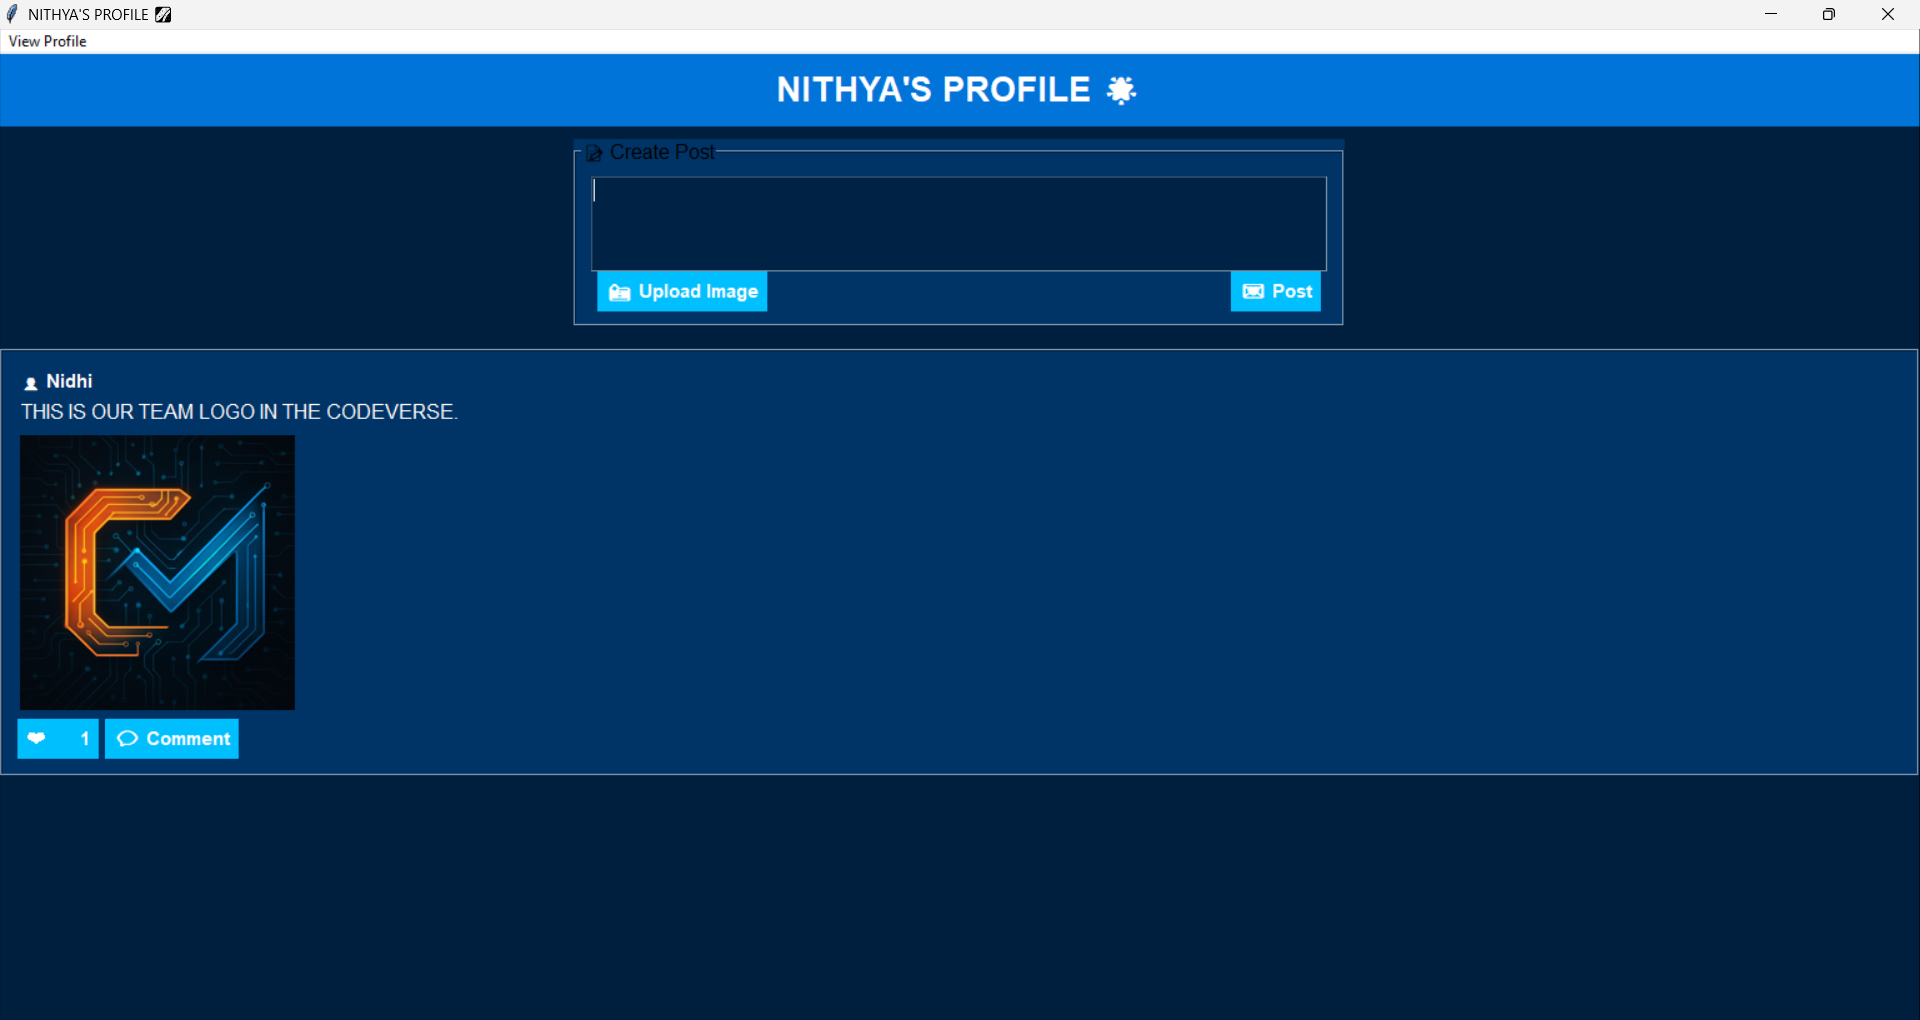 NITHYA'S PROFILE
View Profile
NITHYA'S PROFILE
Create Post
Upload Image
Post
Nidhi
THIS IS OUR TEAM LOGO IN THE CODEVERSE.
CM
1
Comment